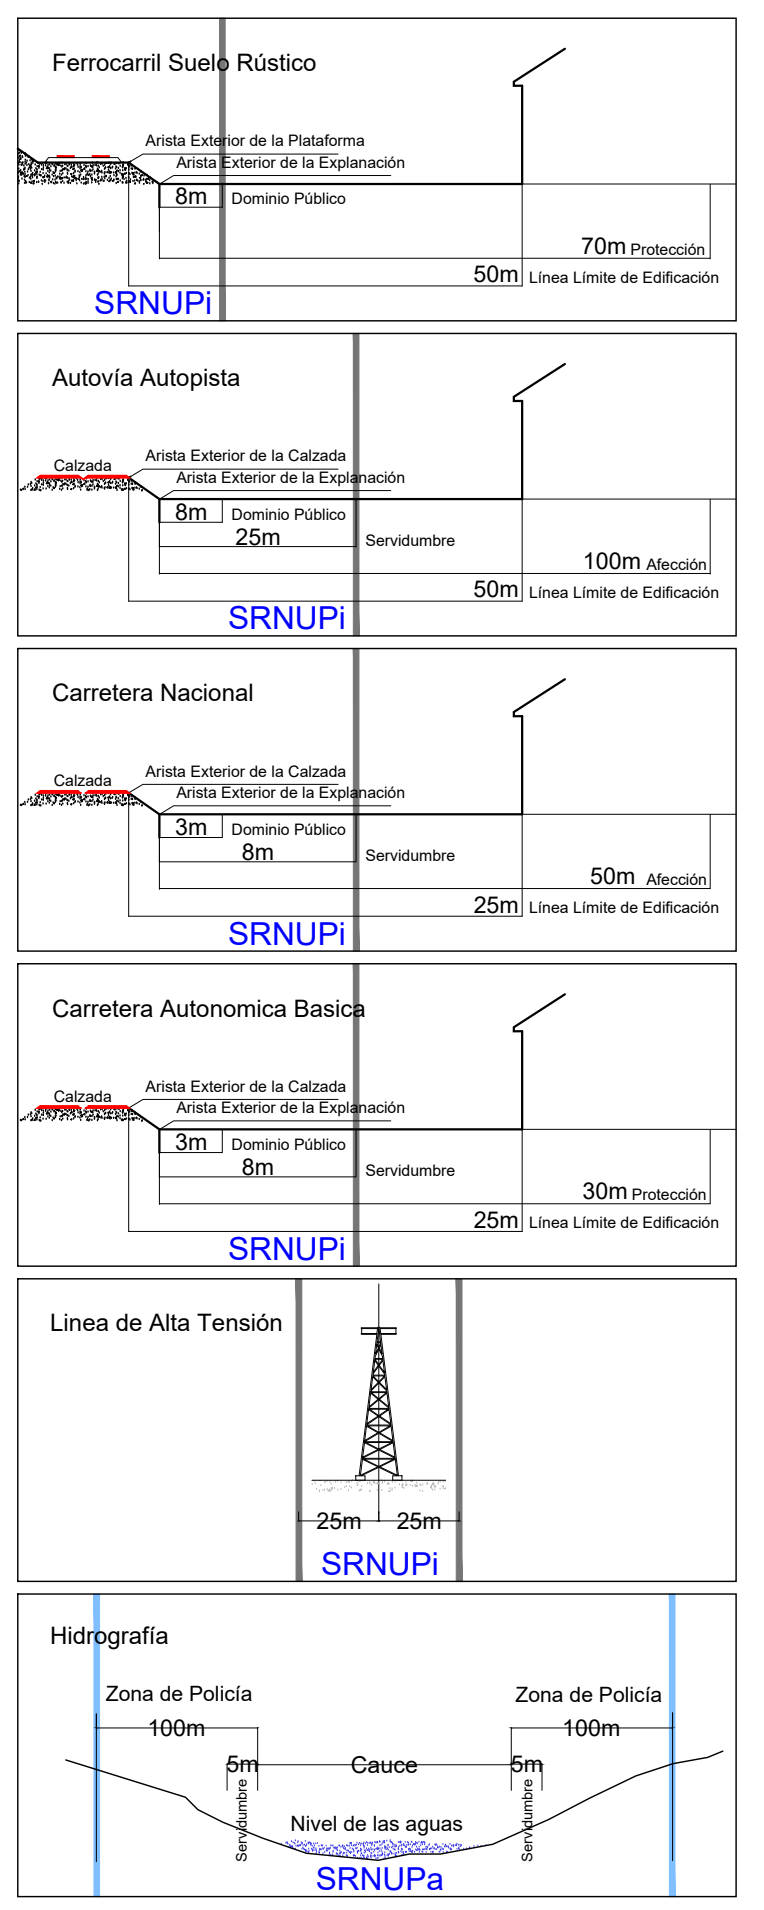 Ferrocarril Suelo Rústico
Arista Exterior de la Plataforma
Arista Exterior de la Explanación
8m Dominio Público
70m Protección
50m Línea Límite de Edificación
SRNUPi
Autovía Autopista
Calzada
Arista Exterior de la Calzada
Arista Exterior de la Explanación
8m Dominio Público
25m
Servidumbre
100m Afección
50m Línea Límite de Edificación
SRNUPi
Carretera Nacional
Calzada
Arista Exterior de la Calzada
Arista Exterior de la Explanación
3m Dominio Público
8m
Servidumbre
50m Afección
25m Línea Límite de Edificación
SRNUPi
Carretera Autonomica Basica
Calzada
Arista Exterior de la Calzada
Arista Exterior de la Explanación
3m Dominio Público
8m
Servidumbre
30m Protección
25m Línea Límite de Edificación
SRNUPi
Linea de Alta Tensión
25m 25m
SRNUPi
Hidrografía
Zona de Policía
Zona de Policía
100m
100m
5m
Cauce
5m
Servidumbre
Servidumbre
Nivel de las aguas
SRNUPa